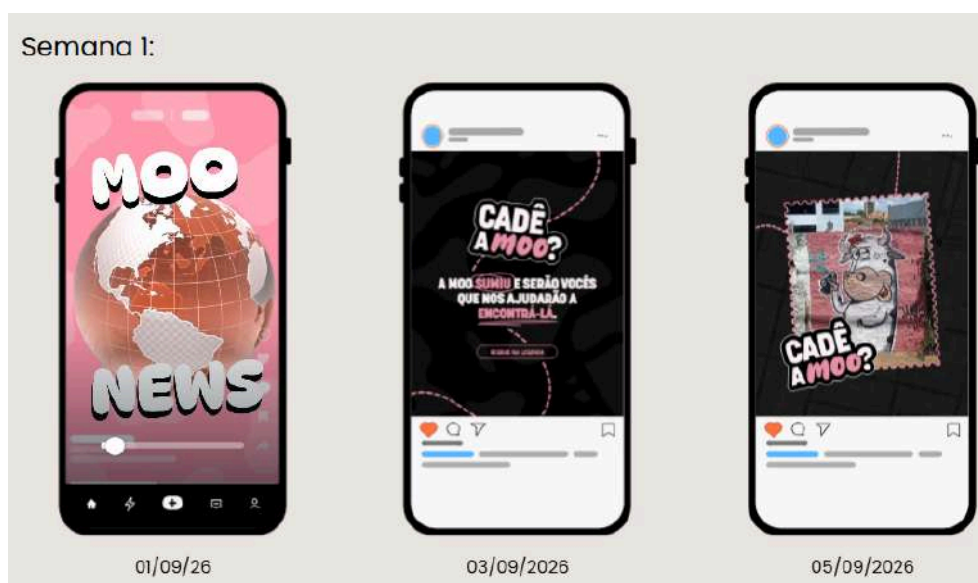 Semana 1:
MOO
NEWS
CADÊ
A MOO?
A MOO SUMIU E SERÃO VOCÊS
QUE NOS AJUDARÃO A
ENCONTRÁ-LÁ.
CADÊ
A MOO?
01/09/26
03/09/2026
05/09/2026